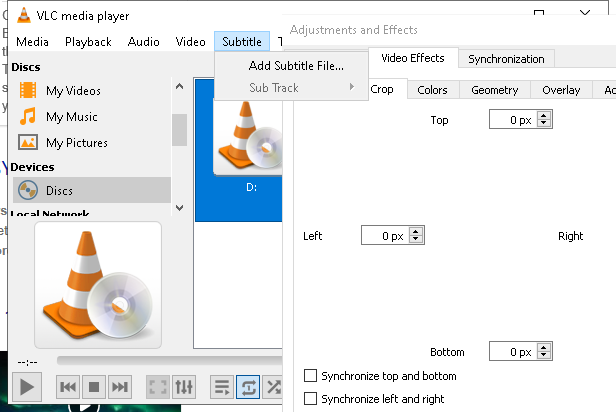 VLC media player
Adjustments and Effects
Media Playback Audio Video Subtitle
Video Effects Synchronization
Add Subtitle File...
Sub Track
Crop Colors Geometry Overlay
Discs
My Videos
My Music
My Pictures
Devices
Discs
Local Network
D:
Top 0 px
Left 0 px Right
Bottom 0 px
Synchronize top and bottom
Synchronize left and right
--:--